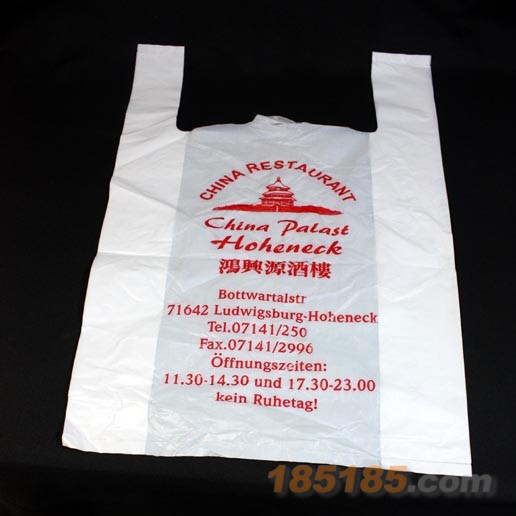 CHINA RESTAURANT
China Palast
Hoheneck
鴻興源酒樓
Bottwartalstr
71642 Ludwigsburg-Hoheneck
Tel.07141/250
Fax.07141/2996
Öffnungszeiten:
11.30-14.30 und 17.30-23.00
kein Ruhetag!
185185.com